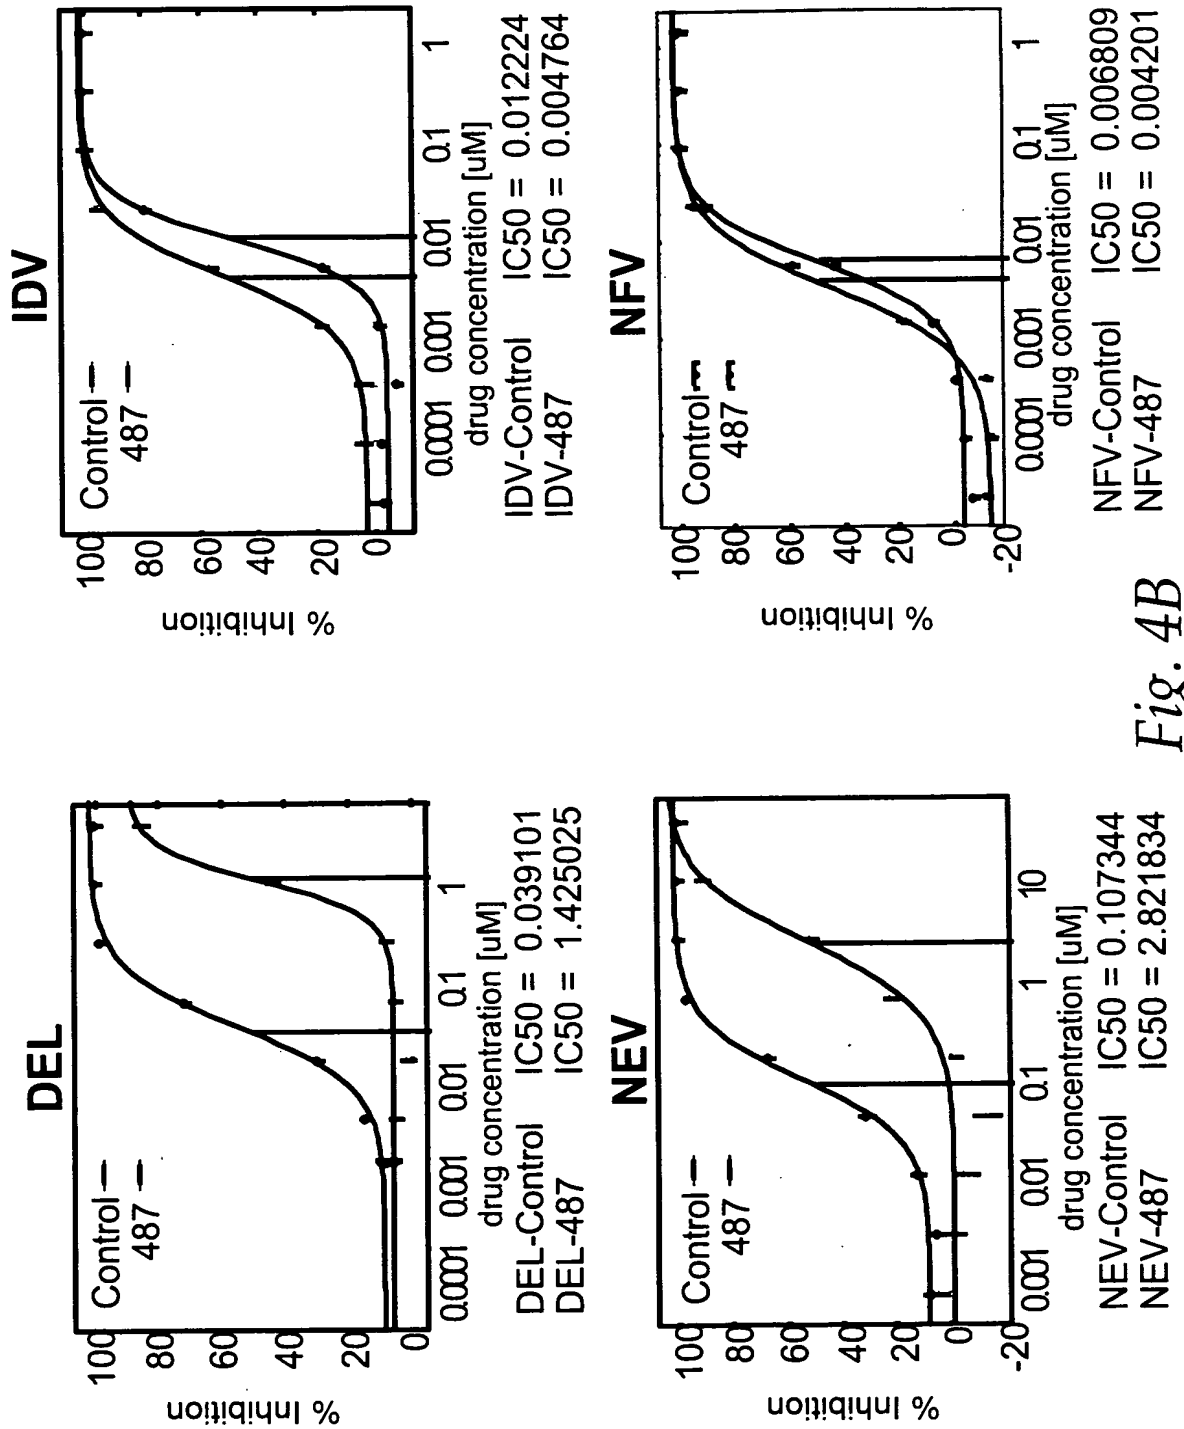 DEL
Control
487
% Inhibition
100
80
60
40
20
0
0.0001 0.001 0.01 0.1 1
drug concentration [uM]
DEL-Control IC50 = 0.039101
DEL-487 IC50 = 1.425025
IDV
Control
487
% Inhibition
100
80
60
40
20
0
0.0001 0.001 0.01 0.1 1
drug concentration [uM]
IDV-Control IC50 = 0.012224
IDV-487 IC50 = 0.004764
NEV
Control
487
% Inhibition
100
80
60
40
20
0
-20
0.001 0.01 0.1 1 10
drug concentration [uM]
NEV-Control IC50 = 0.107344
NEV-487 IC50 = 2.821834
NFV
Control
487
% Inhibition
100
80
60
40
20
0
-20
0.0001 0.001 0.01 0.1 1
drug concentration [uM]
NFV-Control IC50 = 0.006809
NFV-487 IC50 = 0.004201
Fig. 4B